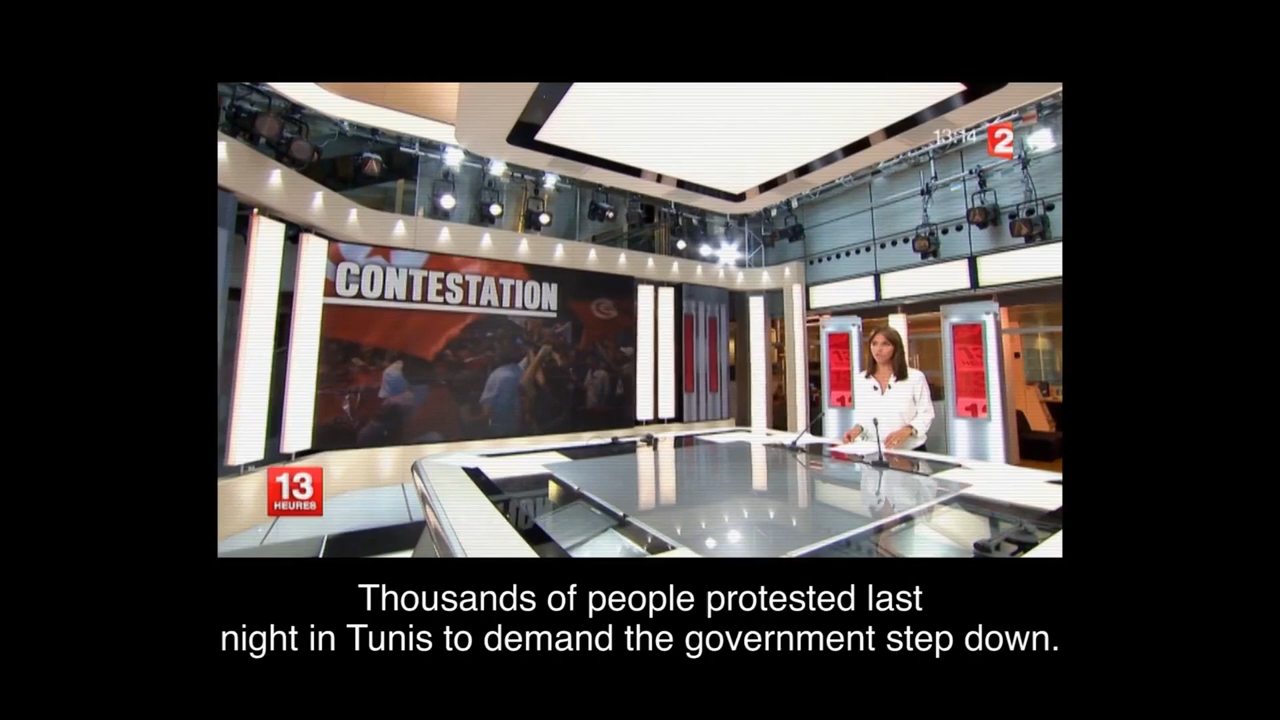 13:14 2
CONTESTATION
13
HEURES
Thousands of people protested last
night in Tunis to demand the government step down.